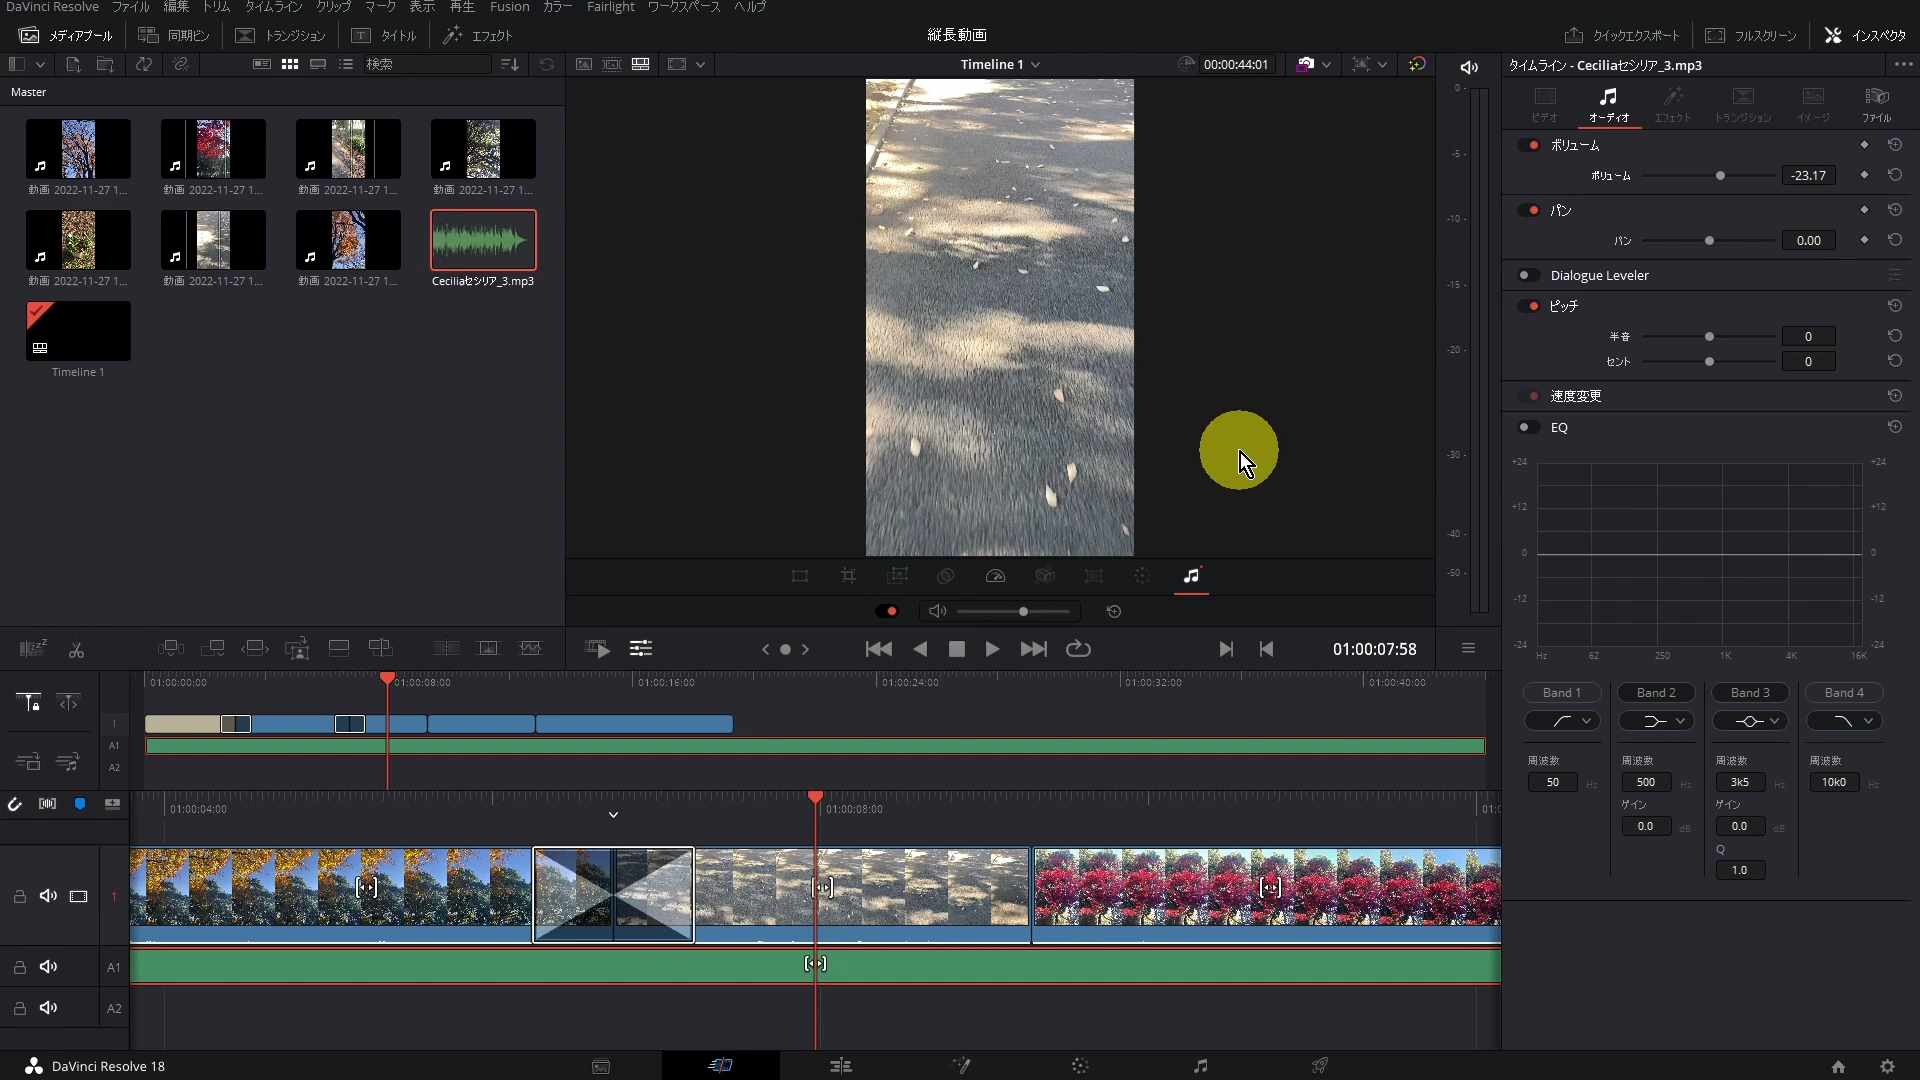 DaVinci Resolve ファイル 編集 トリム タイムライン クリップ マーク 表示 再生 Fusion カラー Fairlight ワークスペース ヘルプ
メディアプール 同期ビン トランジション タイトル エフェクト 縦長動画 クイックエクスポート フルスクリーン インスペクタ
検索 Timeline 1 00:00:44:01 タイムライン - Ceciliaセシリア_3.mp3
Master
ビデオ オーディオ エフェクト トランジション イメージ ファイル
動画 2022-11-27 1... 動画 2022-11-27 1... 動画 2022-11-27 1... 動画 2022-11-27 1...
動画 2022-11-27 1... 動画 2022-11-27 1... 動画 2022-11-27 1... Ceciliaセシリア_3.mp3
Timeline 1
0
-5
-10
-15
-20
-30
-40
-50
ボリューム
ボリューム -23.17
パン
パン 0.00
Dialogue Leveler
ピッチ
半音 0
セント 0
速度変更
EQ
+24 +24
+12 +12
0 0
-12 -12
-24 -24
Hz 62 250 1K 4K 16K
Band 1 Band 2 Band 3 Band 4
周波数 周波数 周波数 周波数
50 Hz 500 Hz 3k5 Hz 10k0 Hz
ゲイン ゲイン
0.0 dB 0.0 dB
Q
1.0
01:00:07:58
01:00:00:00 01:00:08:00 01:00:16:00 01:00:24:00 01:00:32:00 01:00:40:00
1
A1
A2
01:00:04:00 01:00:08:00 01:0
1
A1
A2
DaVinci Resolve 18